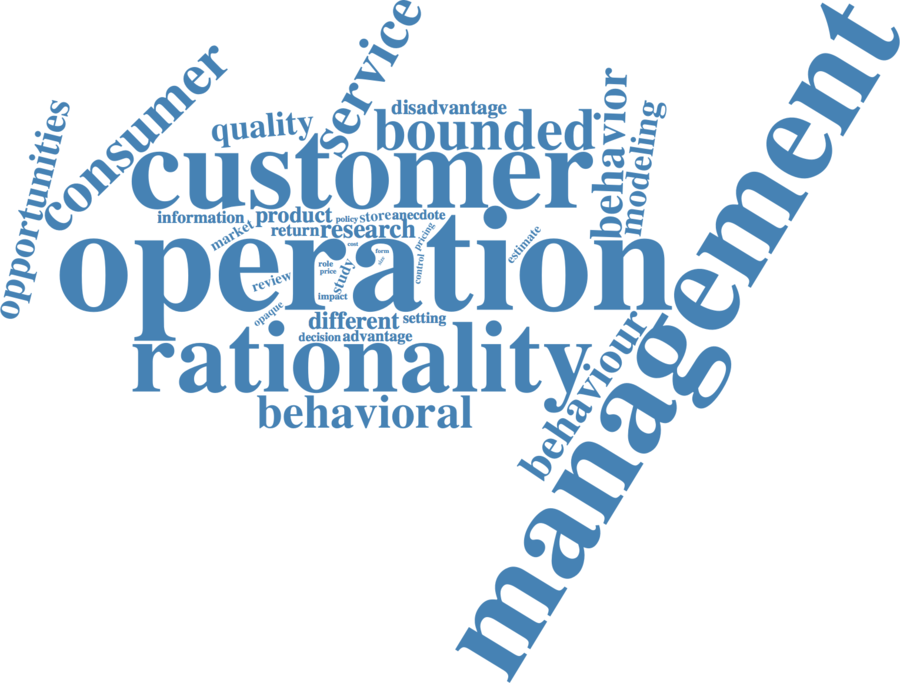 service
consumer
opportunities
quality
disadvantage
bounded
behavior
modeling
management
customer
information
product
policy
store
anecdote
return
research
market
pricing
operation
cost
form
estimate
role
price
study
control
review
impact
opaque
different
setting
decision
advantage
rationality
behaviour
behavioral